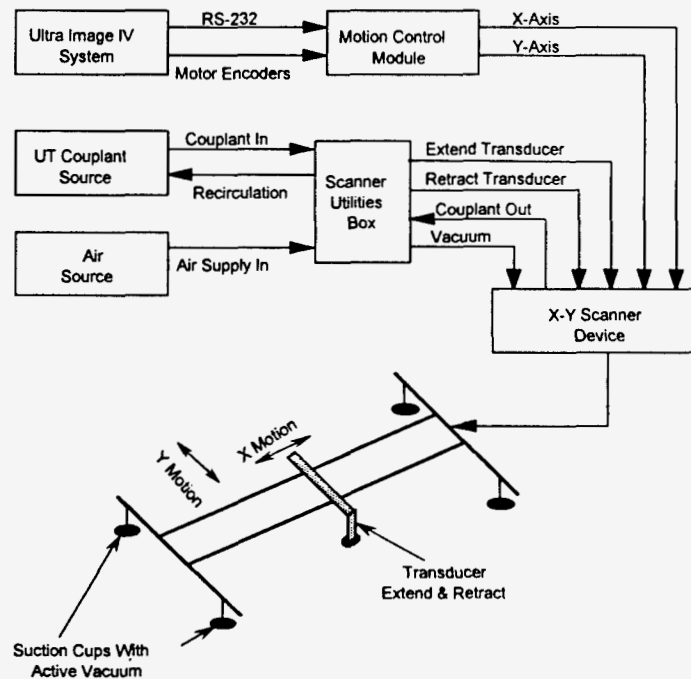 RS-232
X-Axis
Ultra Image IV
System
Motion Control
Module
Y-Axis
Motor Encoders
Couplant In
UT Couplant
Source
Extend Transducer
Scanner
Utilities
Box
Retract Transducer
Recirculation
Couplant Out
Vacuum
Air
Source
Air Supply In
X-Y Scanner
Device
X Motion
Y Motion
Transducer
Extend & Retract
Suction Cups With
Active Vacuum